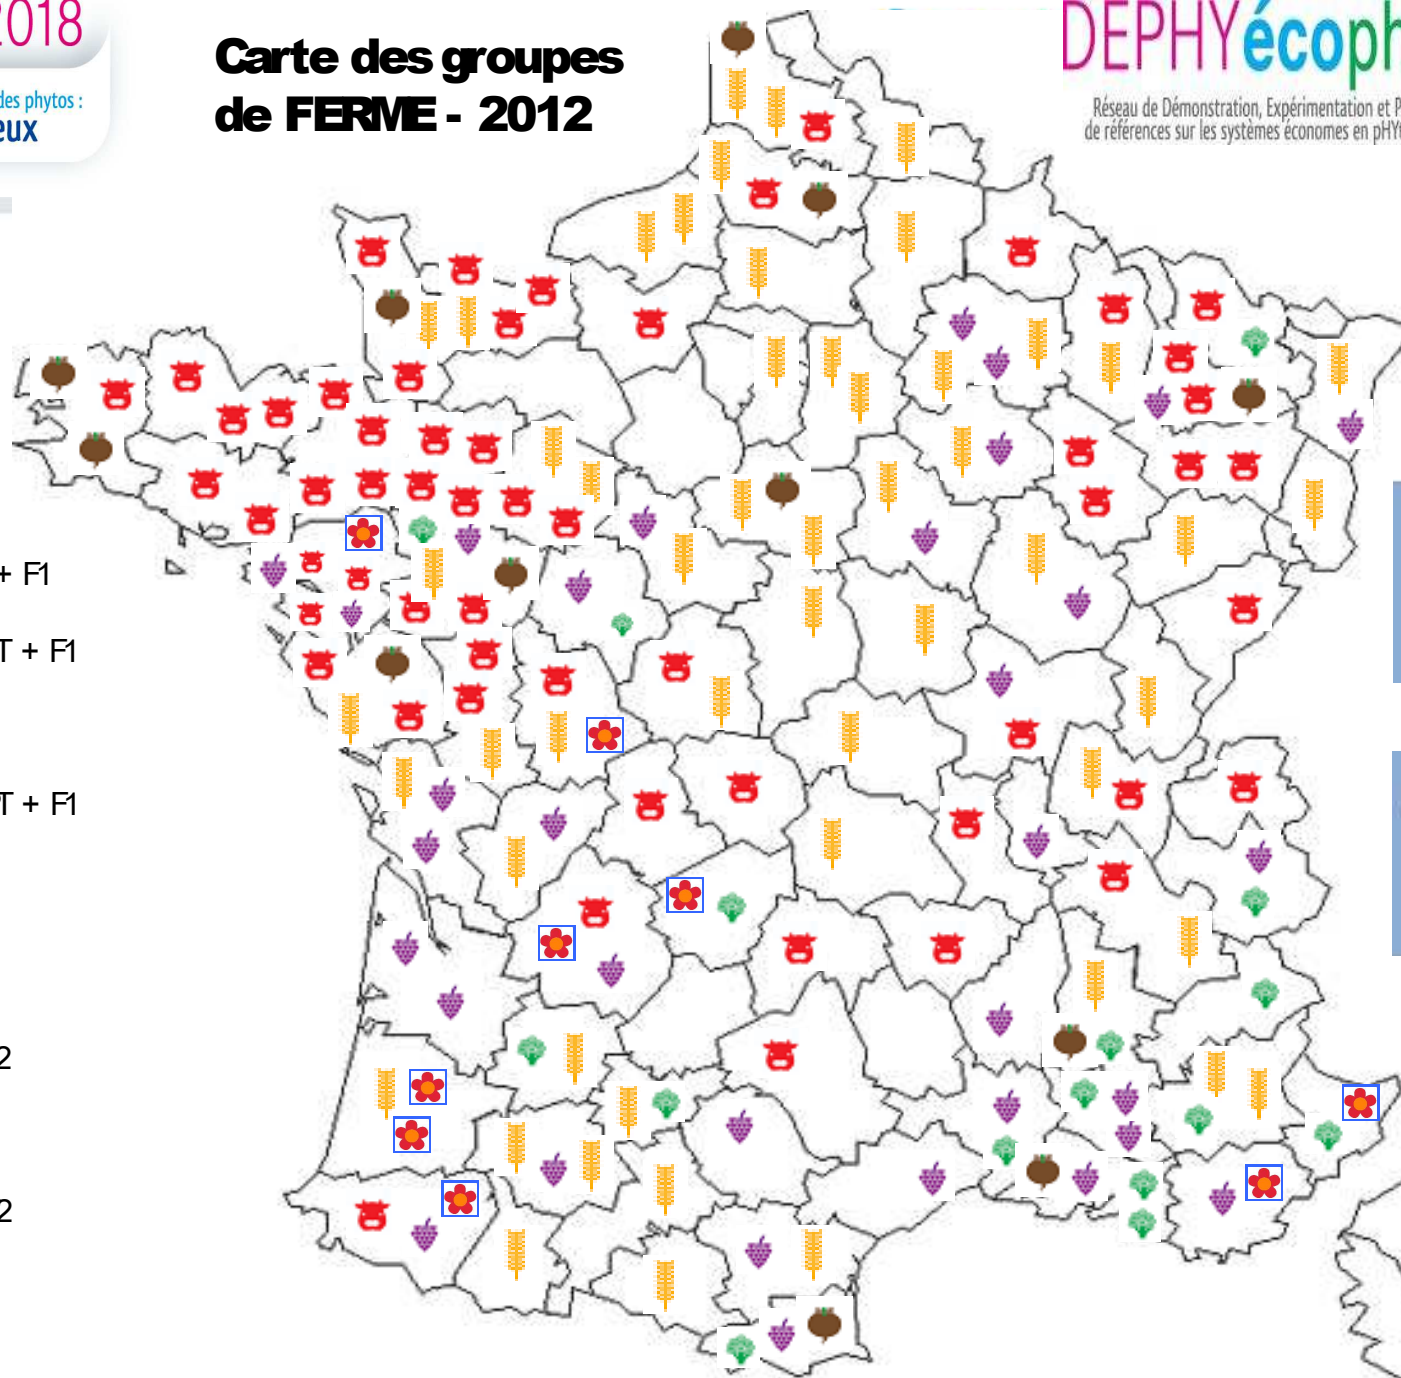 2018
des phytos :
eux
Carte des groupes
de FERME - 2012
DEPHYécoph
Réseau de Démonstration, Expérimentation et P
de références sur les systèmes économes en pHYt
+ F1
T + F1
T + F1
2
2